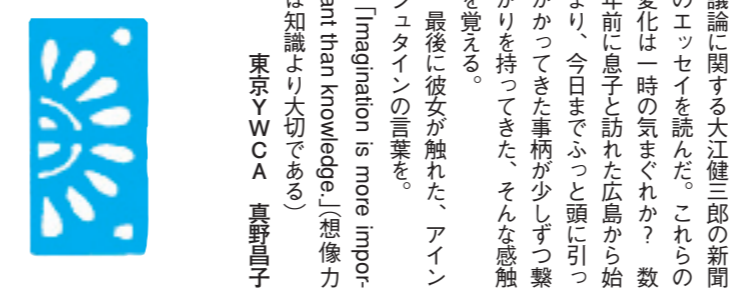 議論に関する大江健三郎の新聞
のエッセイを読んだ。これらの
変化は一時の気まぐれか? 数
年前に息子と訪れた広島から始
まり、今日までふっと頭に引っ
かかってきた事柄が少しずつ繋
がりを持ってきた、そんな感触
を覚える。
最後に彼女が触れた、アイン
シュタインの言葉を。
「Imagination is more impor-
ant than knowledge.」(想像力
は知識より大切である)
東京YWCA 真野昌子